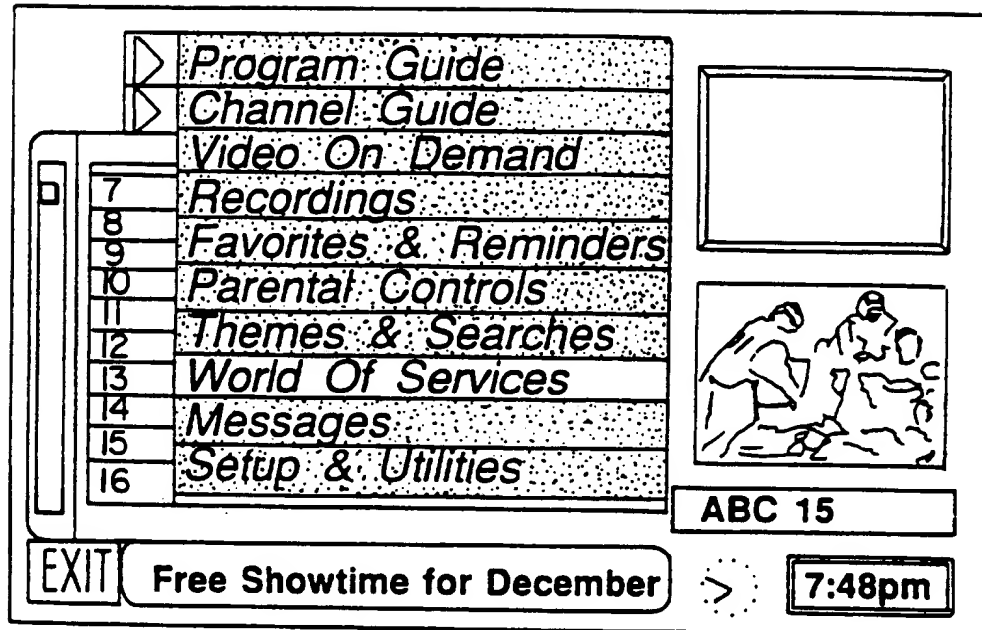 Program Guide
Channel Guide
Video On Demand
7 Recordings
8
9 Favorites & Reminders
10 Parental Controls
11
12 Themes & Searches
13 World Of Services
14 Messages
15
16 Setup & Utilities
ABC 15
EXIT Free Showtime for December
7:48pm